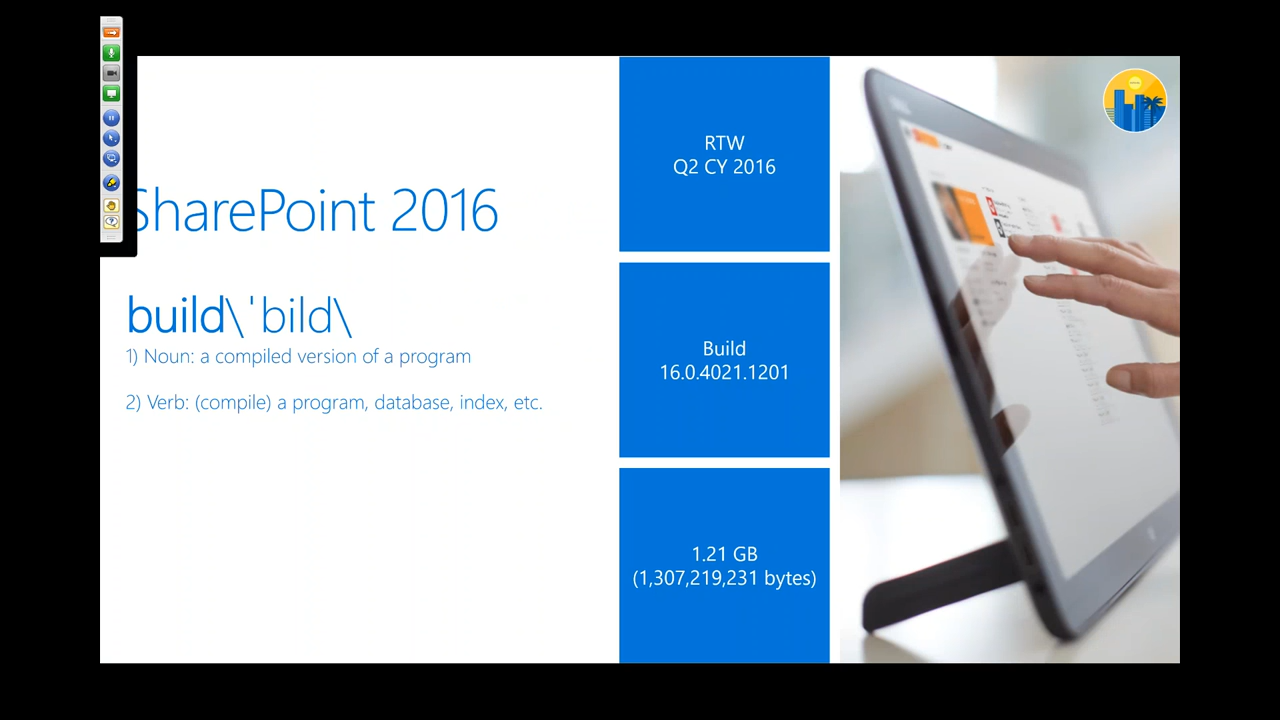 SharePoint 2016
build\ ˈbild\
1) Noun: a compiled version of a program
2) Verb: (compile) a program, database, index, etc.
RTW
Q2 CY 2016
Build
16.0.4021.1201
1.21 GB
(1,307,219,231 bytes)